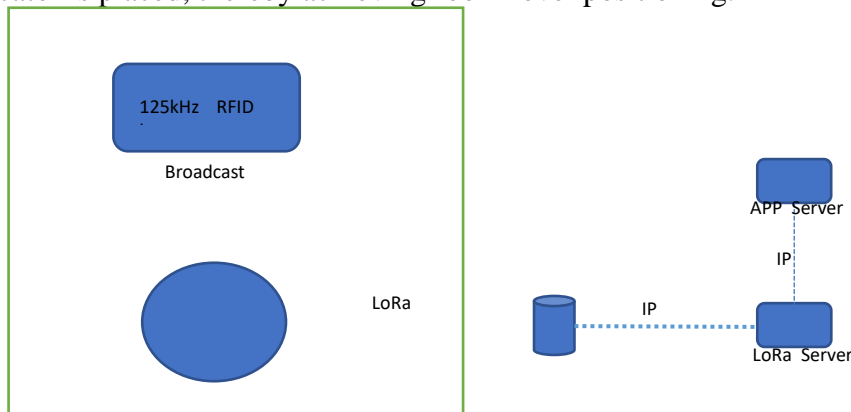 125kHz RFID
Broadcast
LoRa
APP Server
IP
IP
LoRa Server